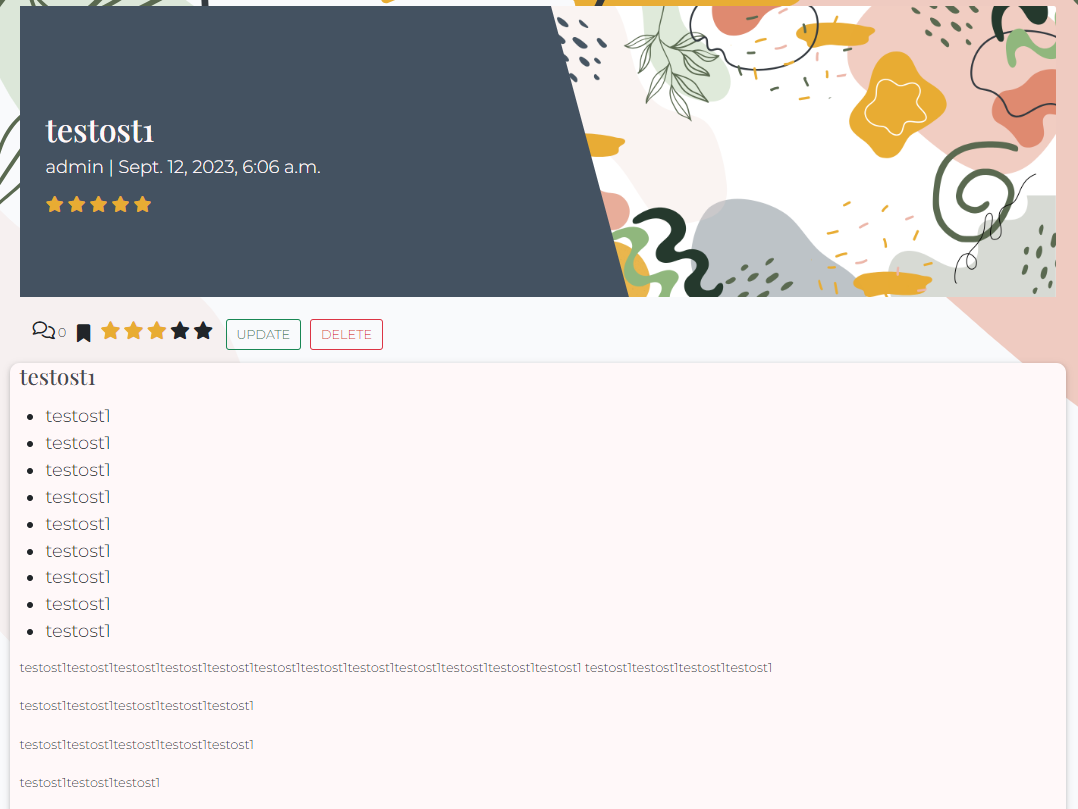 testost1
admin | Sept. 12, 2023, 6:06 a.m.
0 UPDATE DELETE
testost1
testost1
testost1
testost1
testost1
testost1
testost1
testost1
testost1
testost1
testost1testost1testost1testost1testost1testost1testost1testost1testost1testost1testost1testost1 testost1testost1testost1testost1
testost1testost1testost1testost1testost1
testost1testost1testost1testost1testost1
testost1testost1testost1